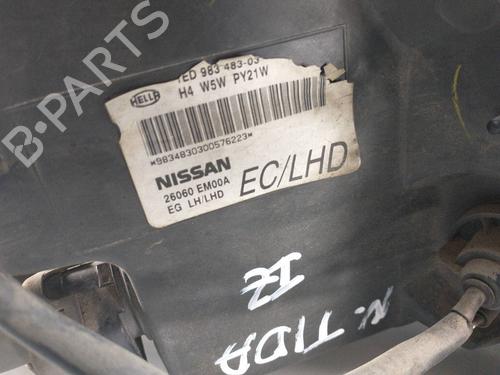 HELLA
1ED 983 483-03
H4 W5W PY21W
*9834830300576223*
NISSAN
26060 EM00A
EG LH/LHD
EC/LHD
N. TIDA
IZ
B-PARTS